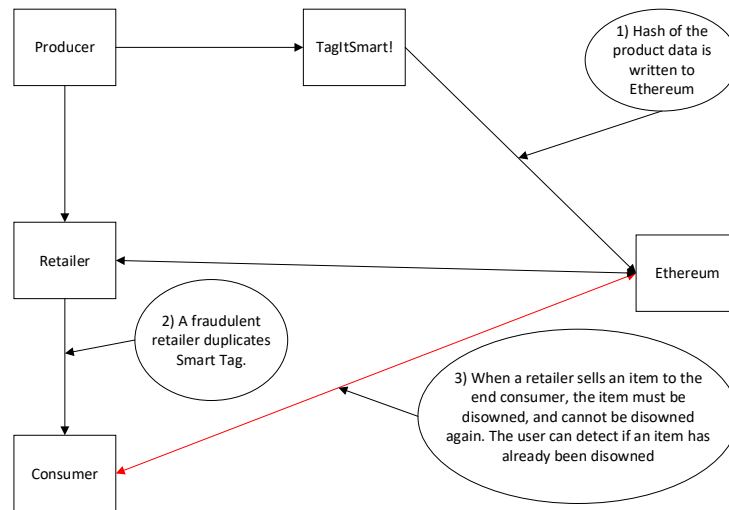 Producer
TagItSmart!
1) Hash of the
product data is
written to
Ethereum
Retailer
Ethereum
2) A fraudulent
retailer duplicates
Smart Tag.
3) When a retailer sells an item to the
end consumer, the item must be
disowned, and cannot be disowned
again. The user can detect if an item has
already been disowned
Consumer